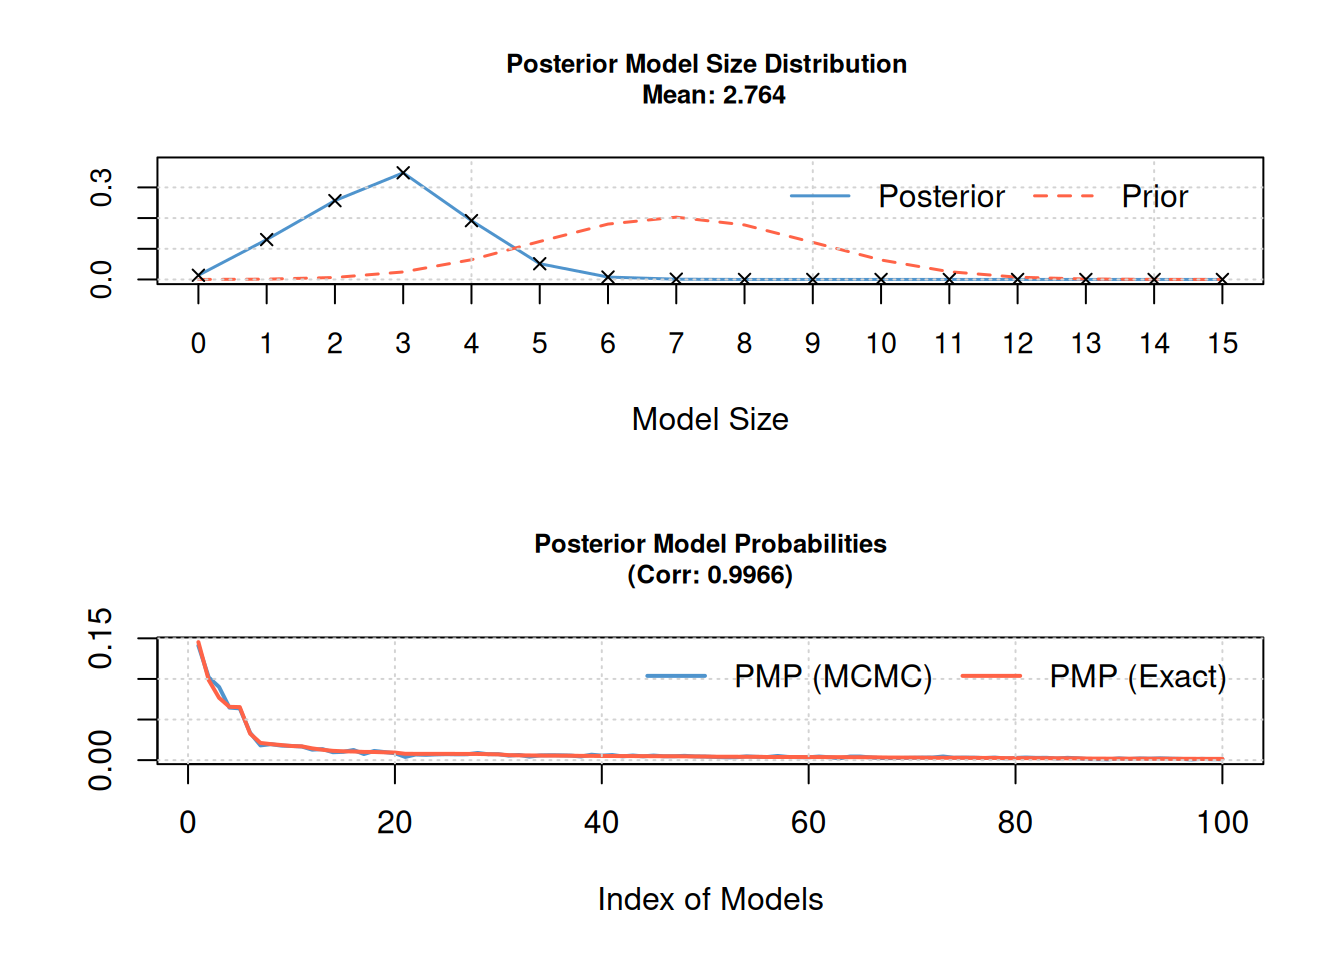 Posterior Model Size Distribution
Mean: 2.764
0.3
0.0
Posterior Prior
0 1 2 3 4 5 6 7 8 9 10 11 12 13 14 15
Model Size
Posterior Model Probabilities
(Corr: 0.9966)
0.15
0.00
PMP (MCMC) PMP (Exact)
0 20 40 60 80 100
Index of Models